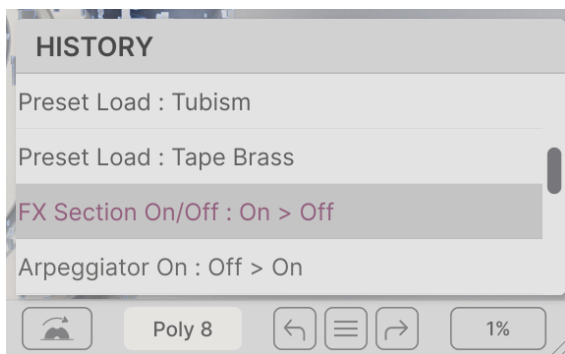 HISTORY
Preset Load : Tubism
Preset Load : Tape Brass
FX Section On/Off : On > Off
Arpeggiator On : Off > On
Poly 8
1%